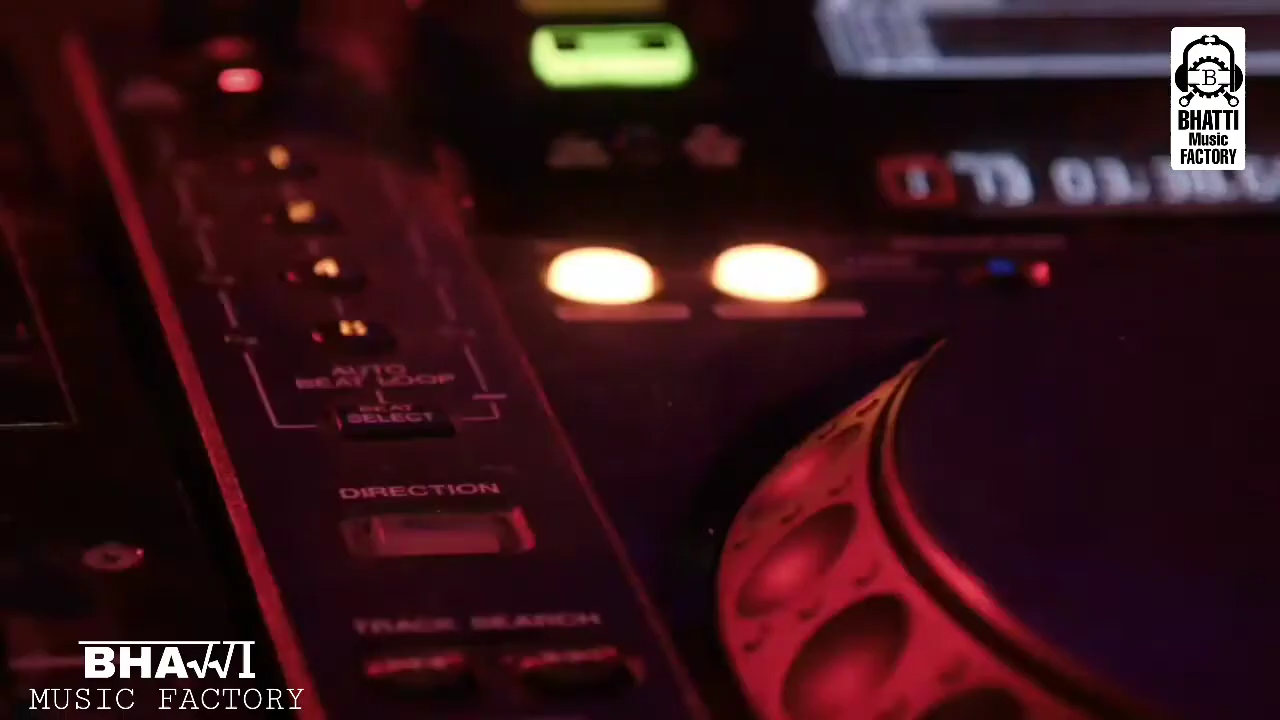 B
BHATTI
Music
FACTORY
AUTO
BEAT LOOP
BEAT
SELECT
DIRECTION
TRACK SEARCH
BHATTI
MUSIC FACTORY